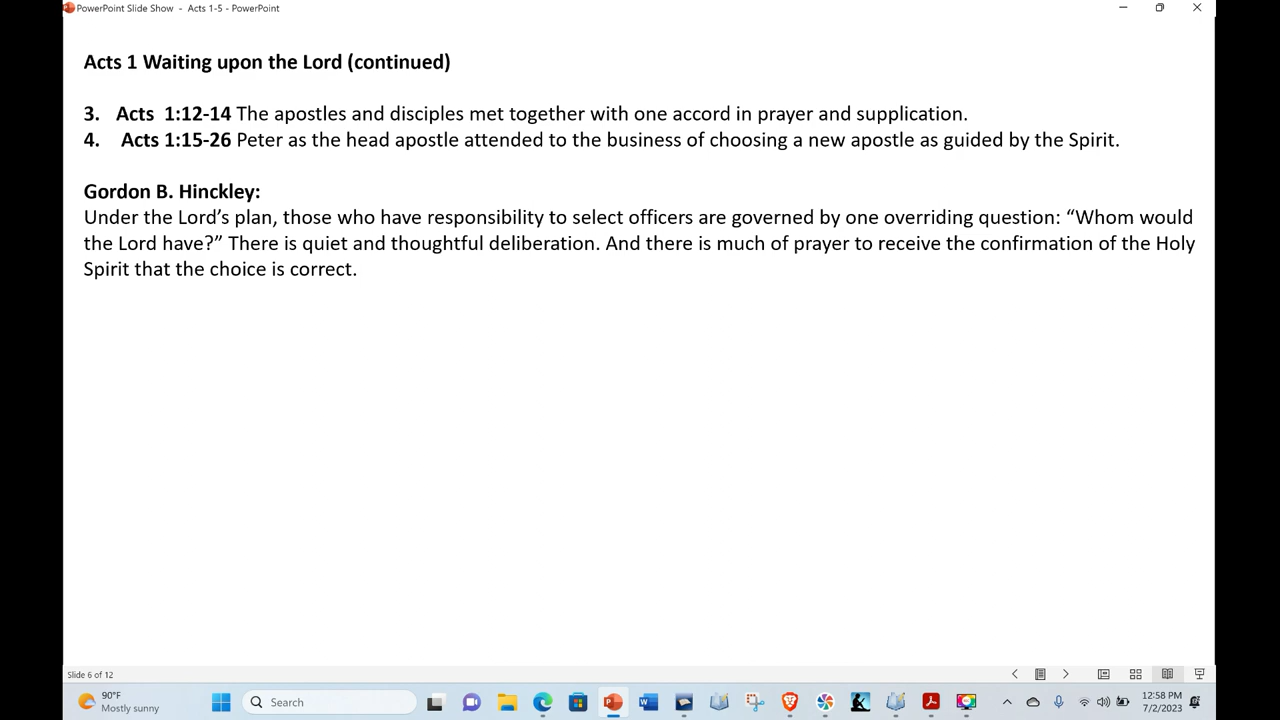 PowerPoint Slide Show - Acts 1-5 - PowerPoint
Acts 1 Waiting upon the Lord (continued)
3. Acts 1:12-14 The apostles and disciples met together with one accord in prayer and supplication.
4. Acts 1:15-26 Peter as the head apostle attended to the business of choosing a new apostle as guided by the Spirit.
Gordon B. Hinckley:
Under the Lord’s plan, those who have responsibility to select officers are governed by one overriding question: “Whom would
the Lord have?” There is quiet and thoughtful deliberation. And there is much of prayer to receive the confirmation of the Holy
Spirit that the choice is correct.
Slide 6 of 12
90°F
Mostly sunny
Search
12:58 PM
7/2/2023